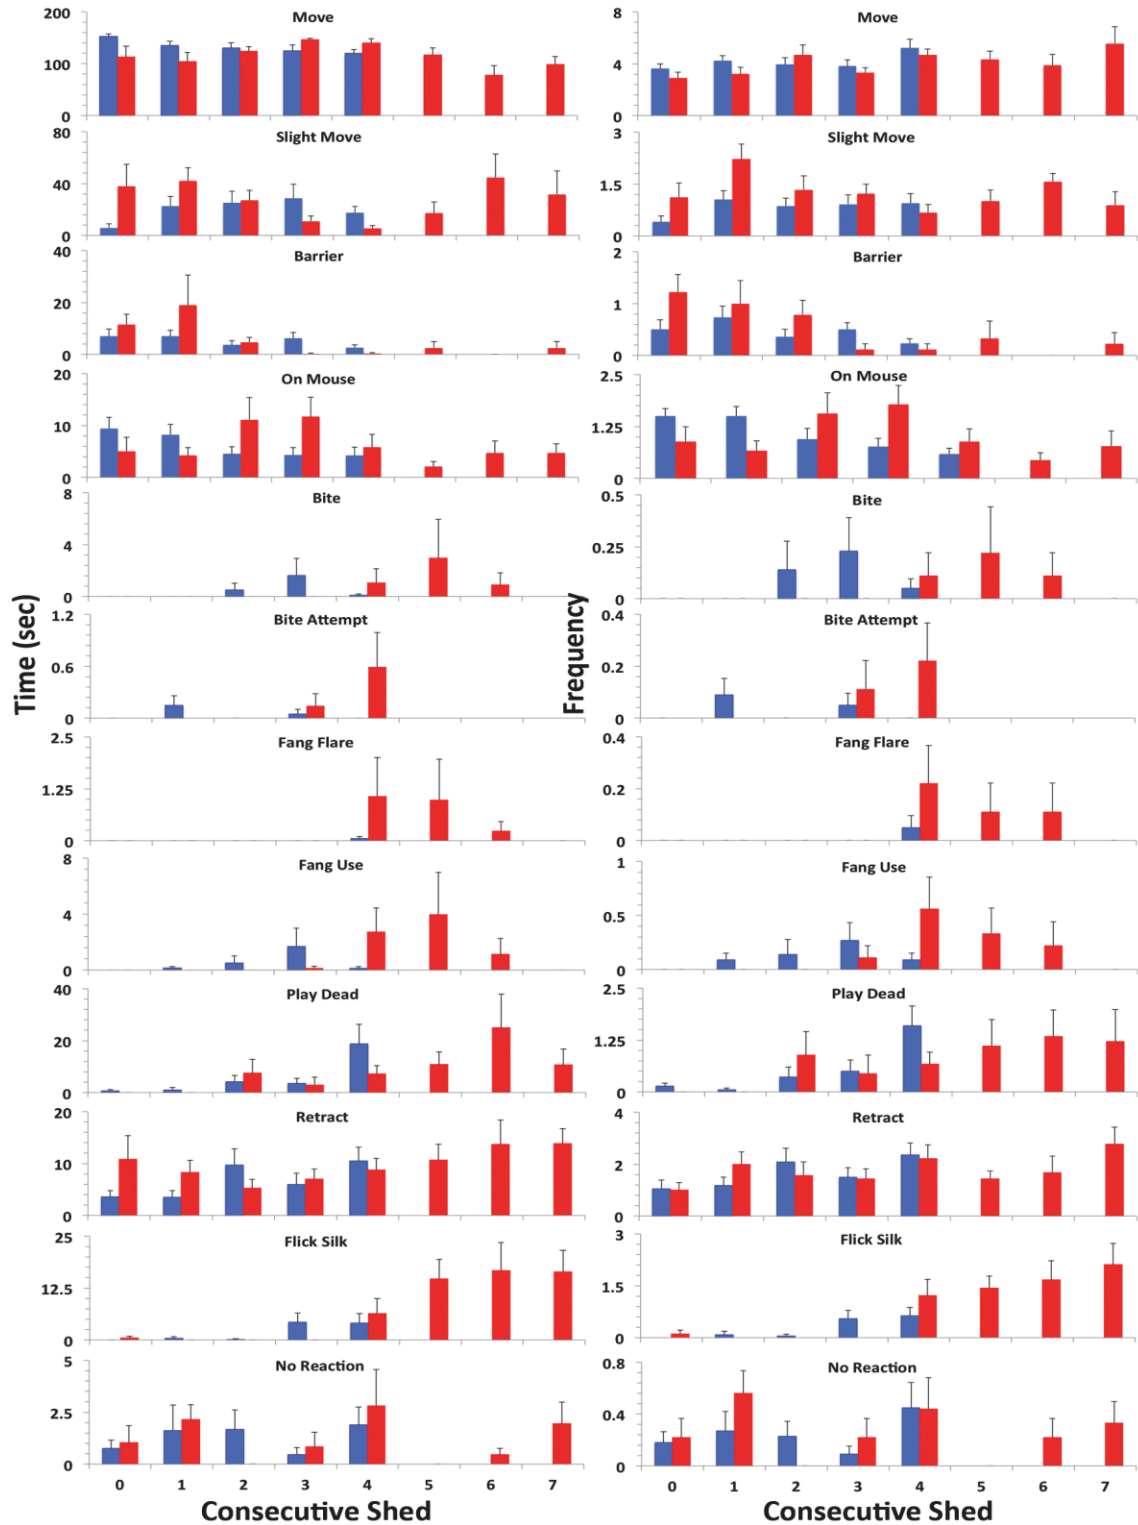 Move
200
100
0
Slight Move
80
40
0
Barrier
40
20
0
On Mouse
20
10
0
Bite
8
4
0
Bite Attempt
1.2
0.6
0
Fang Flare
2.5
1.25
0
Fang Use
8
4
0
Play Dead
40
20
0
Retract
20
10
0
Flick Silk
25
12.5
0
No Reaction
5
2.5
0
0 1 2 3 4 5 6 7
Consecutive Shed
Time (sec)
Move
8
4
0
Slight Move
3
1.5
0
Barrier
2
1
0
On Mouse
2.5
1.25
0
Bite
0.5
0.25
0
Bite Attempt
0.4
0.2
0
Fang Flare
0.4
0.2
0
Fang Use
1
0.5
0
Play Dead
2.5
1.25
0
Retract
4
2
0
Flick Silk
3
1.5
0
No Reaction
0.8
0.4
0
0 1 2 3 4 5 6 7
Consecutive Shed
Frequency